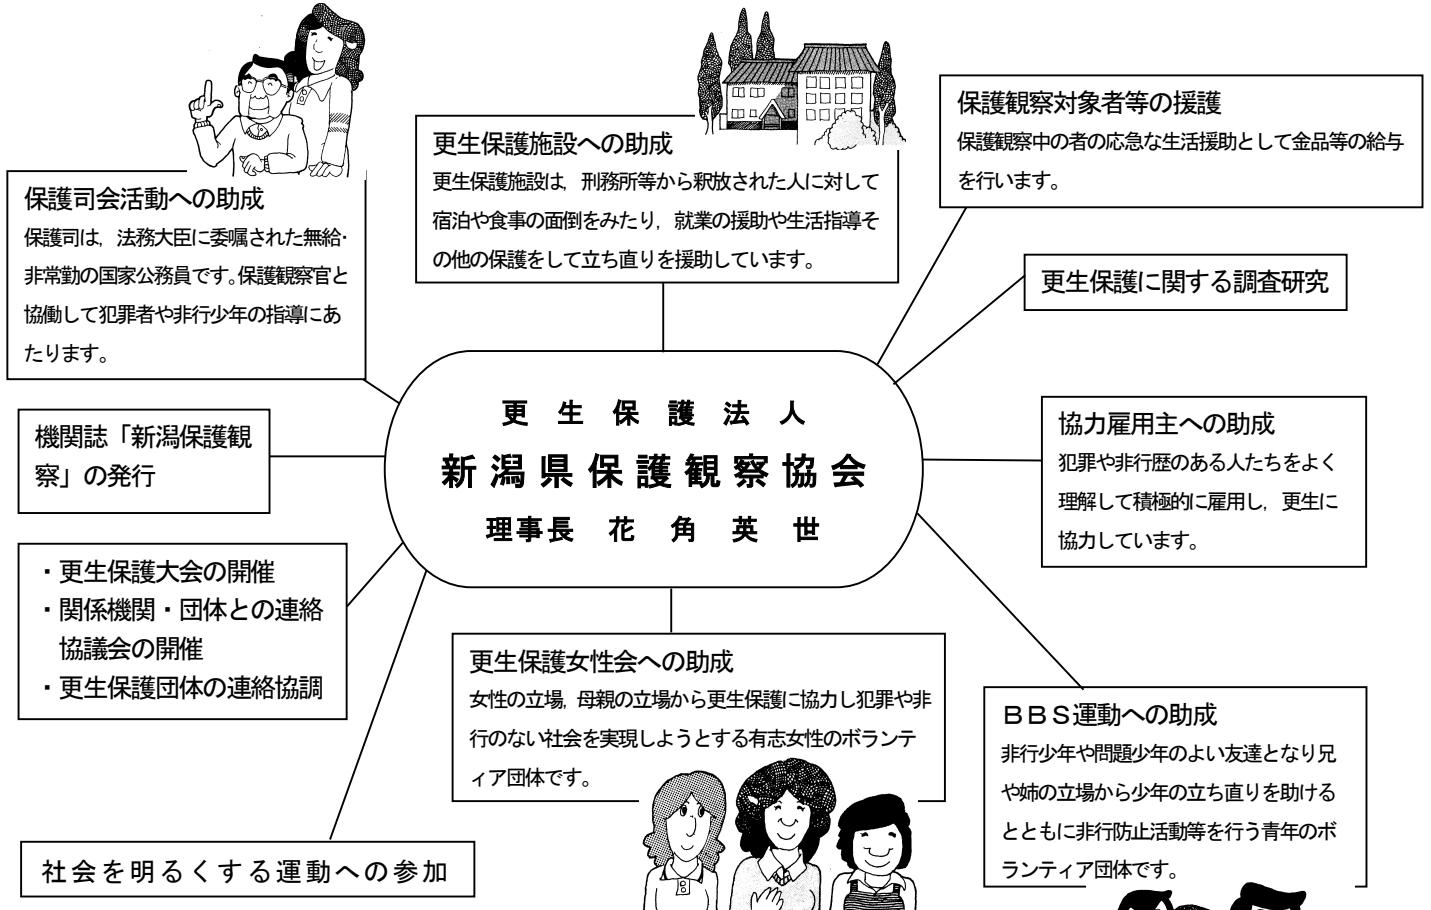 保護司会活動への助成
保護司は，法務大臣に委嘱された無給・
非常勤の国家公務員です。保護観察官と
協働して犯罪者や非行少年の指導にあ
たります。
更生保護施設への助成
更生保護施設は，刑務所等から釈放された人に対して
宿泊や食事の面倒をみたり，就業の援助や生活指導そ
の他の保護をして立ち直りを援助しています。
保護観察対象者等の援護
保護観察中の者の応急な生活援助として金品等の給与
を行います。
更生保護に関する調査研究
機関誌「新潟保護観
察」の発行
更生保護法人
新潟県保護観察協会
理事長　花角英世
協力雇用主への助成
犯罪や非行歴のある人たちをよく
理解して積極的に雇用し，更生に
協力しています。
・更生保護大会の開催
・関係機関・団体との連絡
協議会の開催
・更生保護団体の連絡協調
更生保護女性会への助成
女性の立場，母親の立場から更生保護に協力し犯罪や非
行のない社会を実現しようとする有志女性のボランテ
ィア団体です。
ＢＢＳ運動への助成
非行少年や問題少年のよい友達となり兄
や姉の立場から少年の立ち直りを助ける
とともに非行防止活動等を行う青年のボ
ランティア団体です。
社会を明るくする運動への参加